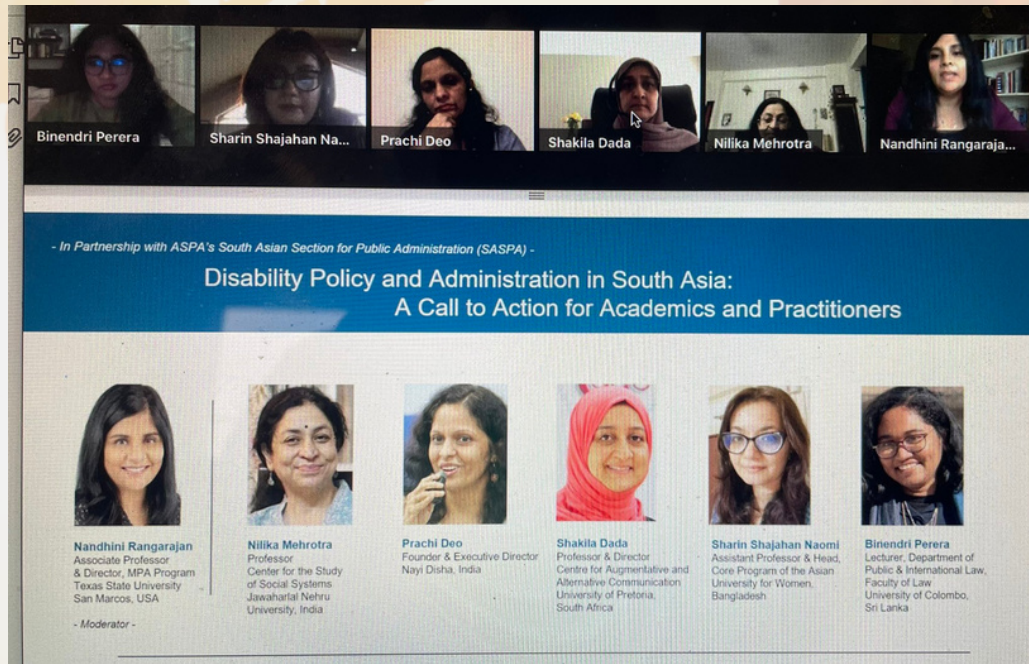 Binendri Perera
Sharin Shajahan Na...
Prachi Deo
Shakila Dada
Nilika Mehrotra
Nandhini Rangaraja...
- In Partnership with ASPA's South Asian Section for Public Administration (SASPA) -
Disability Policy and Administration in South Asia:
A Call to Action for Academics and Practitioners
Nandhini Rangarajan
Associate Professor
& Director, MPA Program
Texas State University
San Marcos, USA
- Moderator -
Nilika Mehrotra
Professor
Center for the Study
of Social Systems
Jawaharlal Nehru
University, India
Prachi Deo
Founder & Executive Director
Nayi Disha, India
Shakila Dada
Professor & Director
Centre for Augmentative and
Alternative Communication
University of Pretoria,
South Africa
Sharin Shajahan Naomi
Assistant Professor & Head,
Core Program of the Asian
University for Women,
Bangladesh
Binendri Perera
Lecturer, Department of
Public & International Law,
Faculty of Law
University of Colombo,
Sri Lanka